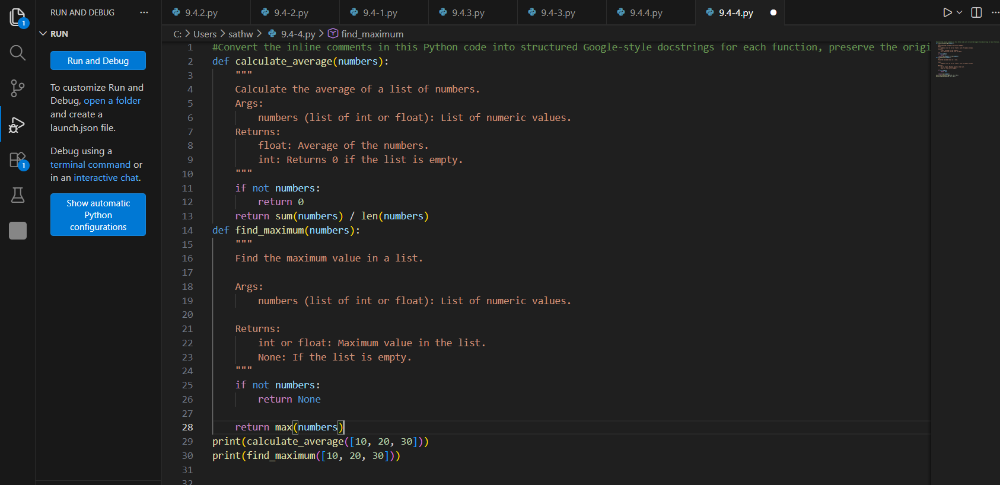 RUN AND DEBUG ···
9.4.2.py 9.4-2.py 9.4-1.py 9.4.3.py 9.4-3.py 9.4.4.py 9.4-4.py
1
RUN
C: > Users > sathw > 9.4-4.py > find_maximum
Run and Debug
To customize Run and
Debug, open a folder
and create a
launch.json file.
Debug using a
terminal command or
in an interactive chat.
1
Show automatic
Python
configurations
1 #Convert the inline comments in this Python code into structured Google-style docstrings for each function, preserve the origi
2 def calculate_average(numbers):
3 """
4 Calculate the average of a list of numbers.
5 Args:
6 numbers (list of int or float): List of numeric values.
7 Returns:
8 float: Average of the numbers.
9 int: Returns 0 if the list is empty.
10 """
11 if not numbers:
12 return 0
13 return sum(numbers) / len(numbers)
14 def find_maximum(numbers):
15 """
16 Find the maximum value in a list.
17
18 Args:
19 numbers (list of int or float): List of numeric values.
20
21 Returns:
22 int or float: Maximum value in the list.
23 None: If the list is empty.
24 """
25 if not numbers:
26 return None
27
28 return max(numbers)
29 print(calculate_average([10, 20, 30]))
30 print(find_maximum([10, 20, 30]))
31
32